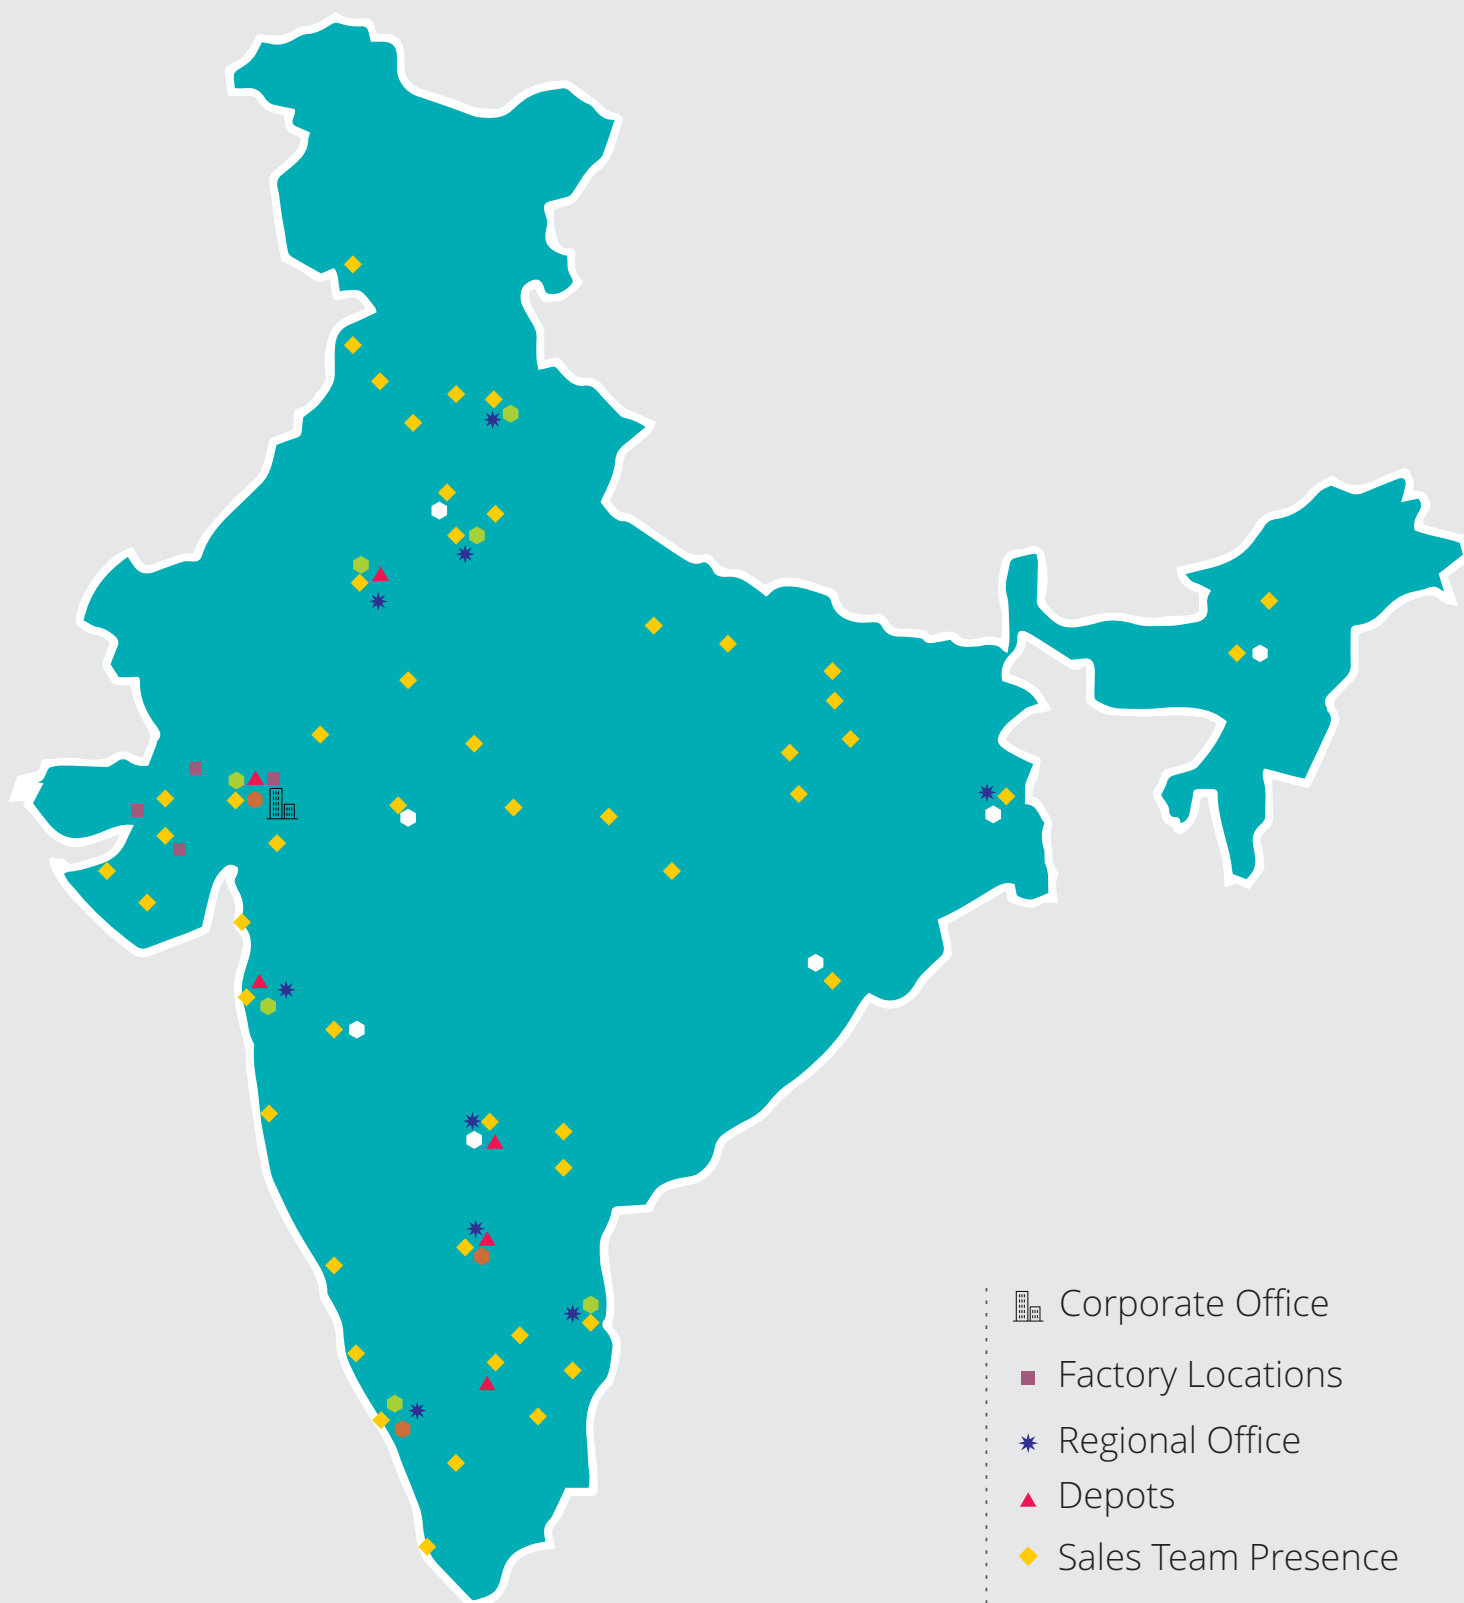 Corporate Office
Factory Locations
Regional Office
Depots
Sales Team Presence